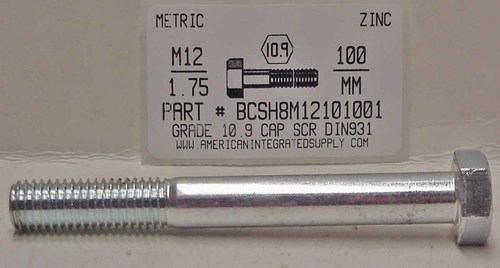 METRIC ZINC
M12 10.9 100
1.75 MM
PART # BCSH8M12101001
GRADE 10.9 CAP SCR DIN931
WWW.AMERICANINTEGRATEDSUPPLY.COM